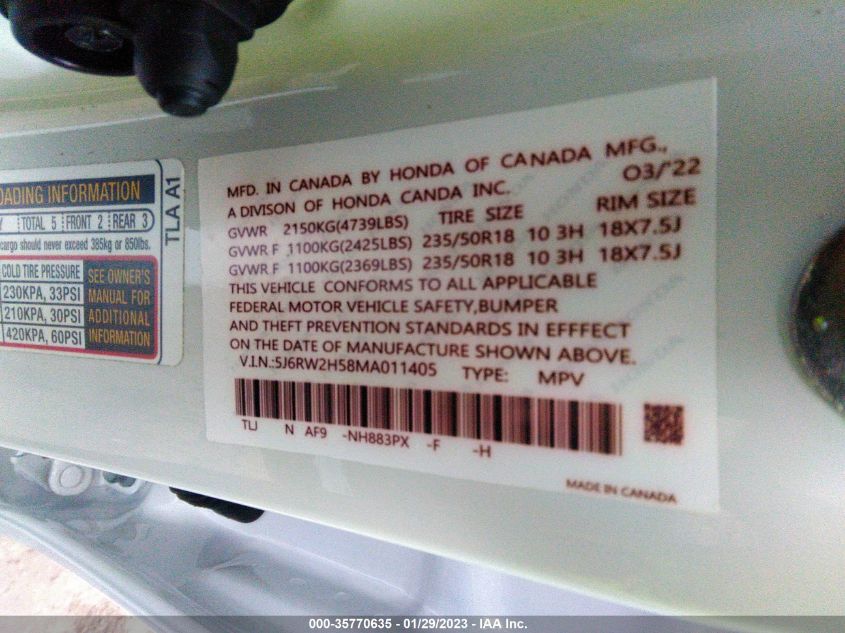 OADING INFORMATION
Y TOTAL 5 FRONT 2 REAR 3
cargo should never exceed 385kg or 850lbs.
COLD TIRE PRESSURE
230KPA, 33PSI
210KPA, 30PSI
420KPA, 60PSI
SEE OWNER'S
MANUAL FOR
ADDITIONAL
INFORMATION
TLA A1
MFD. IN CANADA BY HONDA OF CANADA MFG.,
A DIVISON OF HONDA CANDA INC. 03/'22
GVWR 2150KG(4739LBS) TIRE SIZE RIM SIZE
GVWR F 1100KG(2425LBS) 235/50R18 10 3H 18X7.5J
GVWR F 1100KG(2369LBS) 235/50R18 10 3H 18X7.5J
THIS VEHICLE CONFORMS TO ALL APPLICABLE
FEDERAL MOTOR VEHICLE SAFETY,BUMPER
AND THEFT PREVENTION STANDARDS IN EFFFECT
ON THE DATE OF MANUFACTURE SHOWN ABOVE.
V.I.N.:5J6RW2H58MA011405 TYPE: MPV
TLJ N AF9 -NH883PX -F -H
MADE IN CANADA
000-35770635 - 01/29/2023 - IAA Inc.